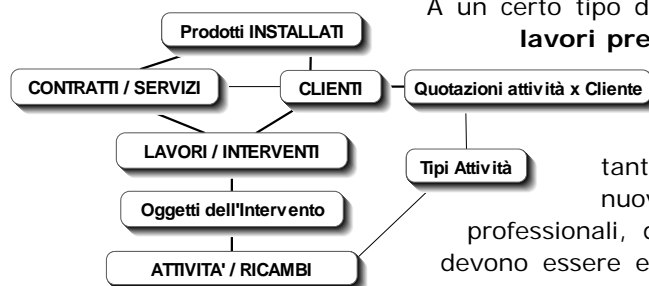 A un certo tipo d
Prodotti INSTALLATI
lavori pre
CONTRATTI / SERVIZI
CLIENTI
Quotazioni attività x Cliente
LAVORI / INTERVENTI
Tipi Attività
tant
nuov
Oggetti dell'Intervento
professionali,
devono essere e
ATTIVITA' / RICAMBI